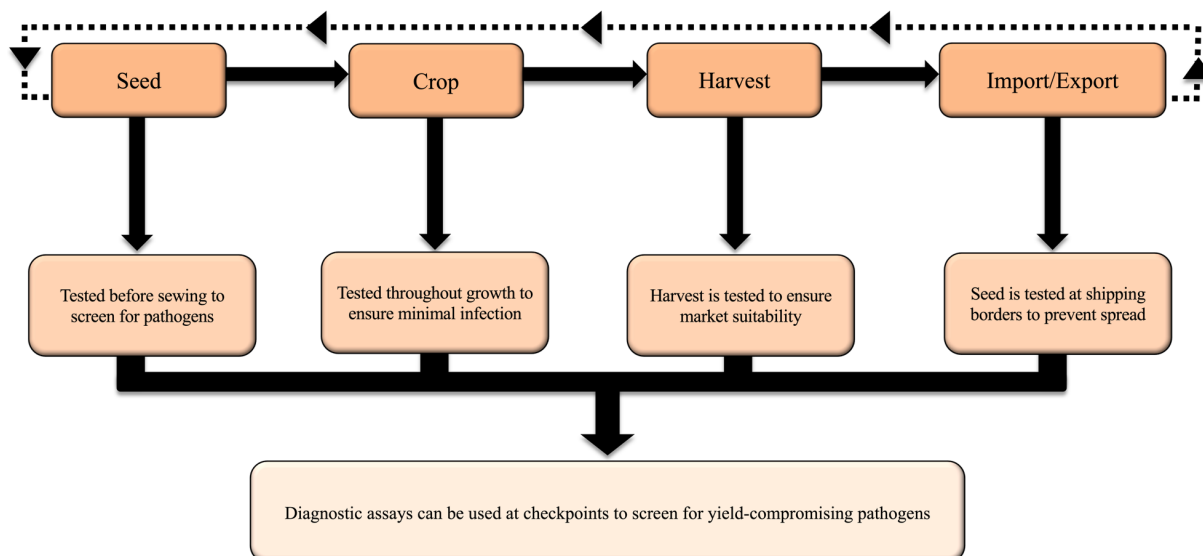 Seed
Crop
Harvest
Import/Export
Tested before sewing to
screen for pathogens
Tested throughout growth to
ensure minimal infection
Harvest is tested to ensure
market suitability
Seed is tested at shipping
borders to prevent spread
Diagnostic assays can be used at checkpoints to screen for yield-compromising pathogens